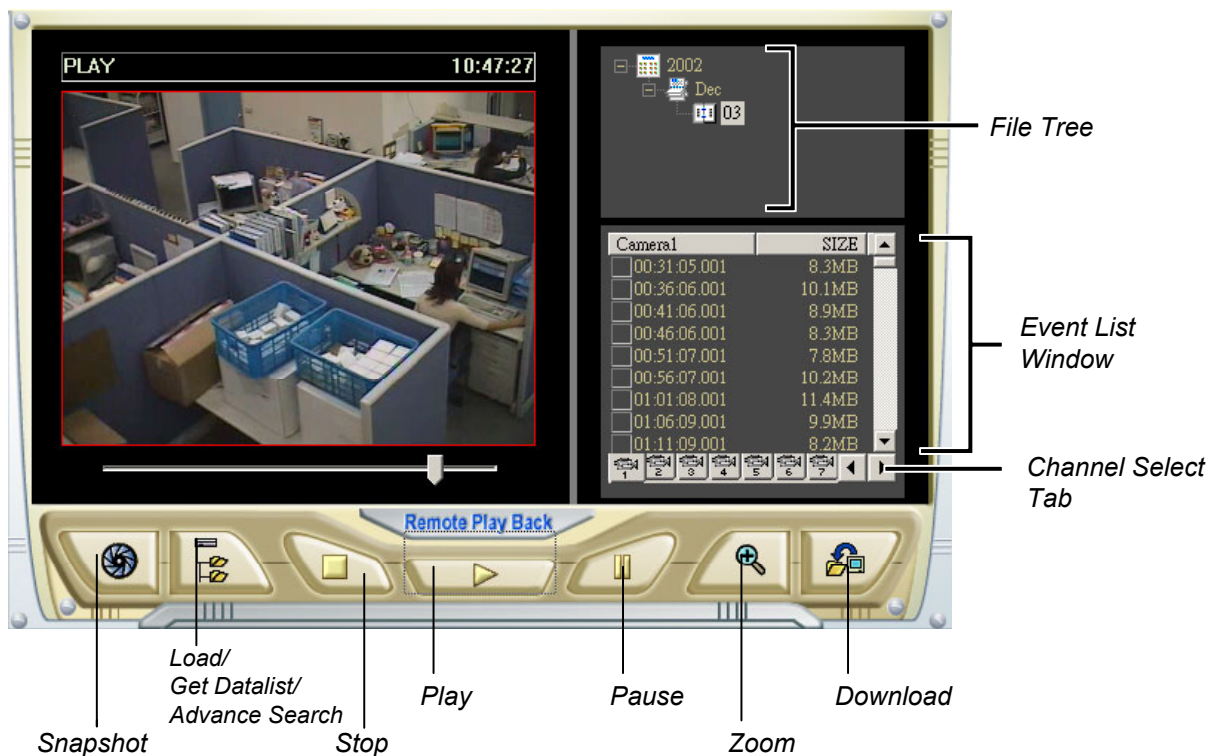 PLAY 10:47:27
2002
Dec
03
File Tree
Camera1 SIZE
00:31:05.001 8.3MB
00:36:06.001 10.1MB
00:41:06.001 8.9MB
00:46:06.001 8.3MB
00:51:07.001 7.8MB
00:56:07.001 10.2MB
01:01:08.001 11.4MB
01:06:09.001 9.9MB
01:11:09.001 8.2MB
Event List
Window
1 2 3 4 5 6 7
Channel Select
Tab
Remote Play Back
Load/
Get Datalist/
Advance Search
Play
Pause
Download
Snapshot
Stop
Zoom